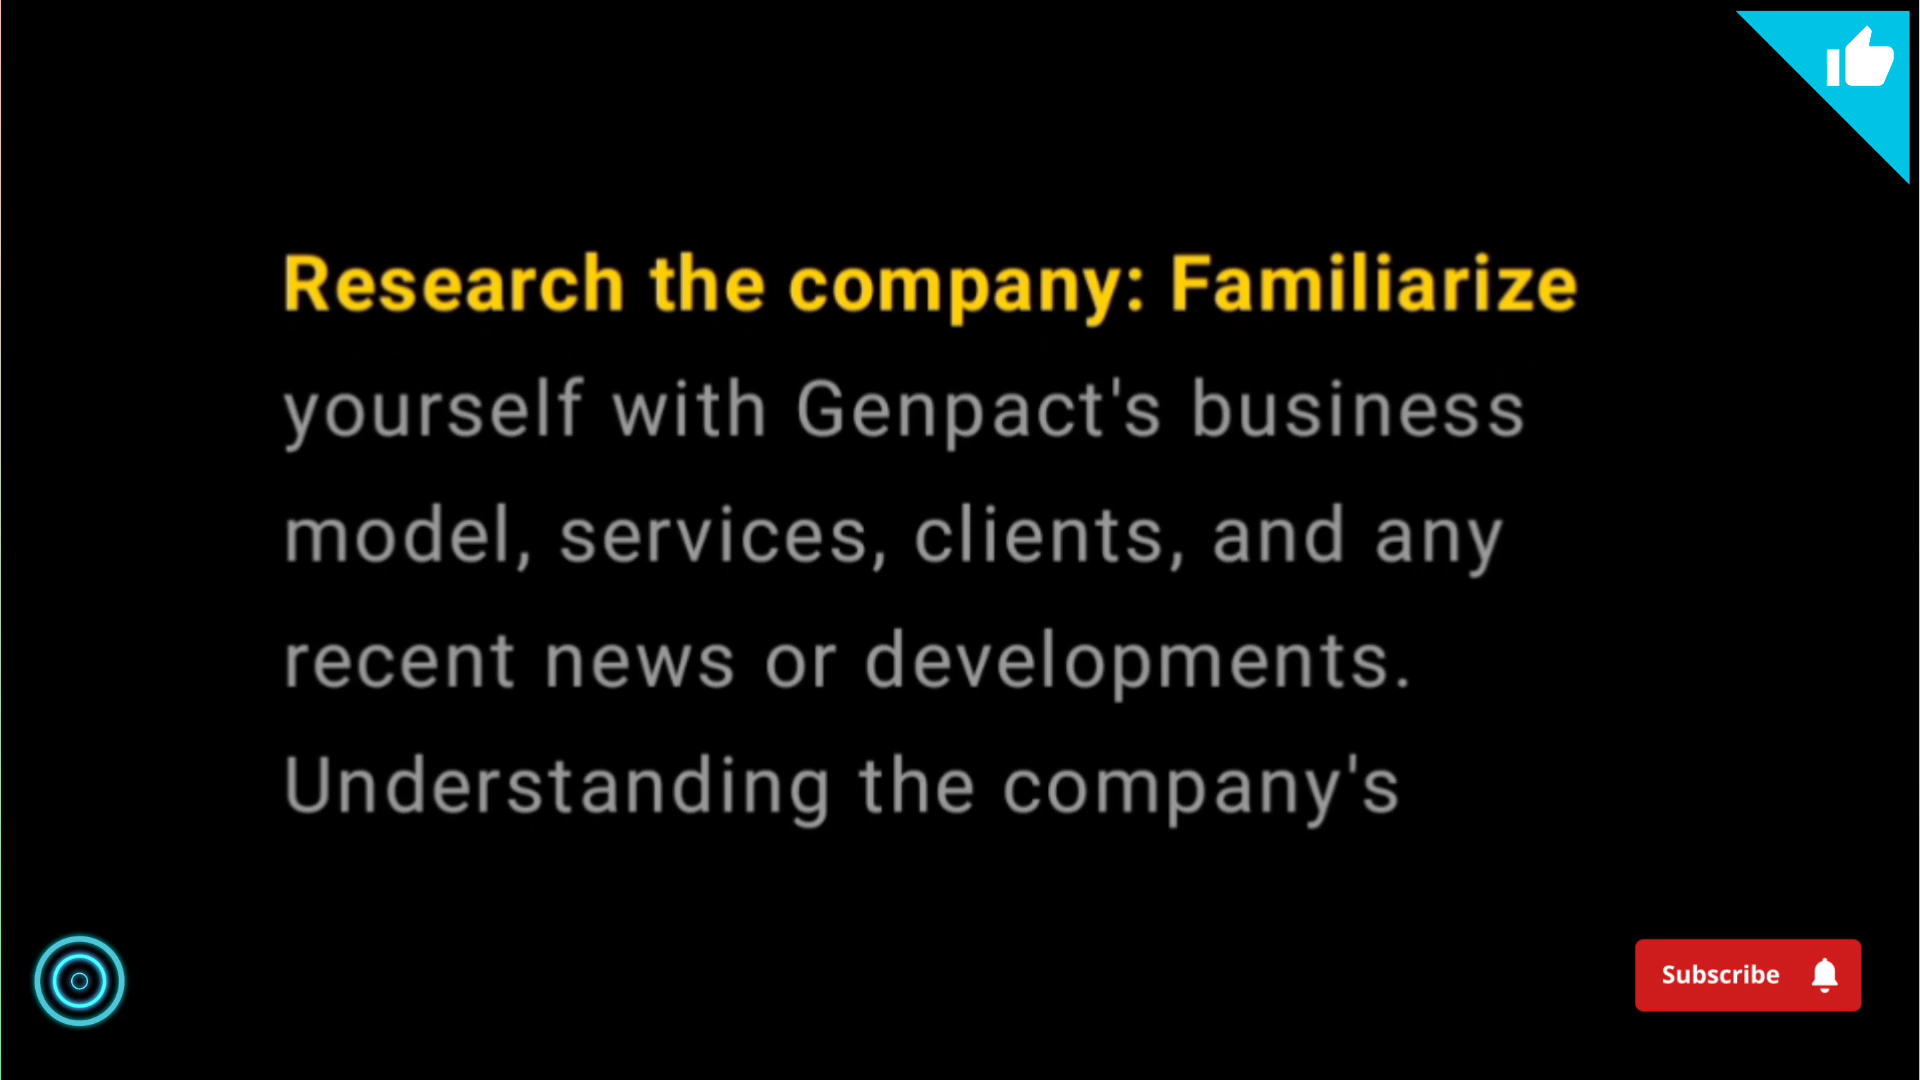 Research the company: Familiarize
yourself with Genpact's business
model, services, clients, and any
recent news or developments.
Understanding the company's
Subscribe